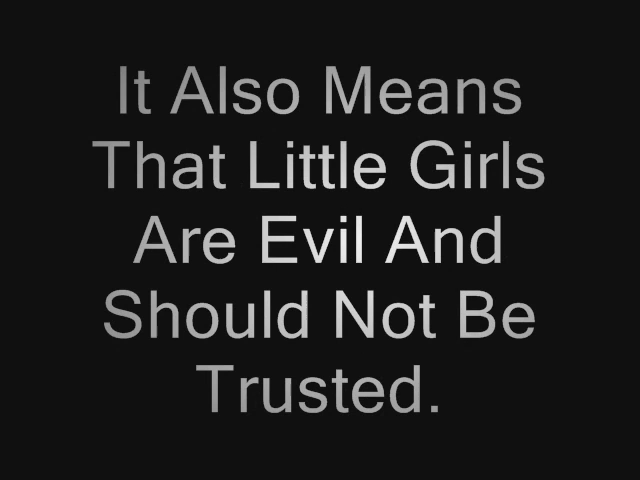 It Also Means
That Little Girls
Are Evil And
Should Not Be
Trusted.